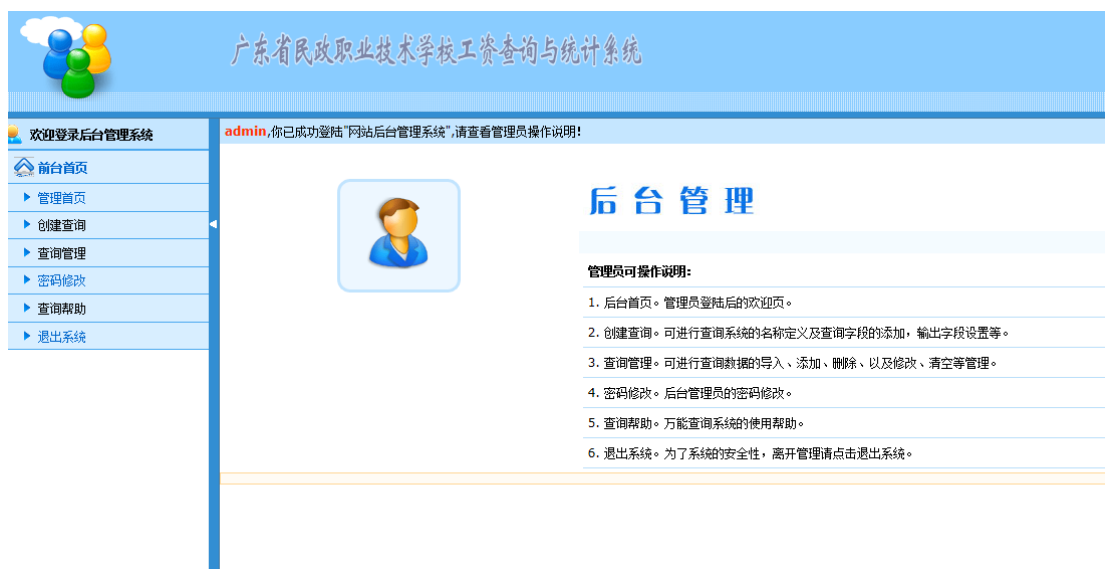 广东省民政职业技术学校工资查询与统计系统
欢迎登录后台管理系统
admin,你已成功登陆"网站后台管理系统",请查看管理员操作说明!
前台首页
管理首页
创建查询
查询管理
密码修改
查询帮助
退出系统
后台管理
管理员可操作说明:
1. 后台首页。管理员登陆后的欢迎页。
2. 创建查询。可进行查询系统的名称定义及查询字段的添加，输出字段设置等。
3. 查询管理。可进行查询数据的导入、添加、删除、以及修改、清空等管理。
4. 密码修改。后台管理员的密码修改。
5. 查询帮助。万能查询系统的使用帮助。
6. 退出系统。为了系统的安全性，离开管理请点击退出系统。